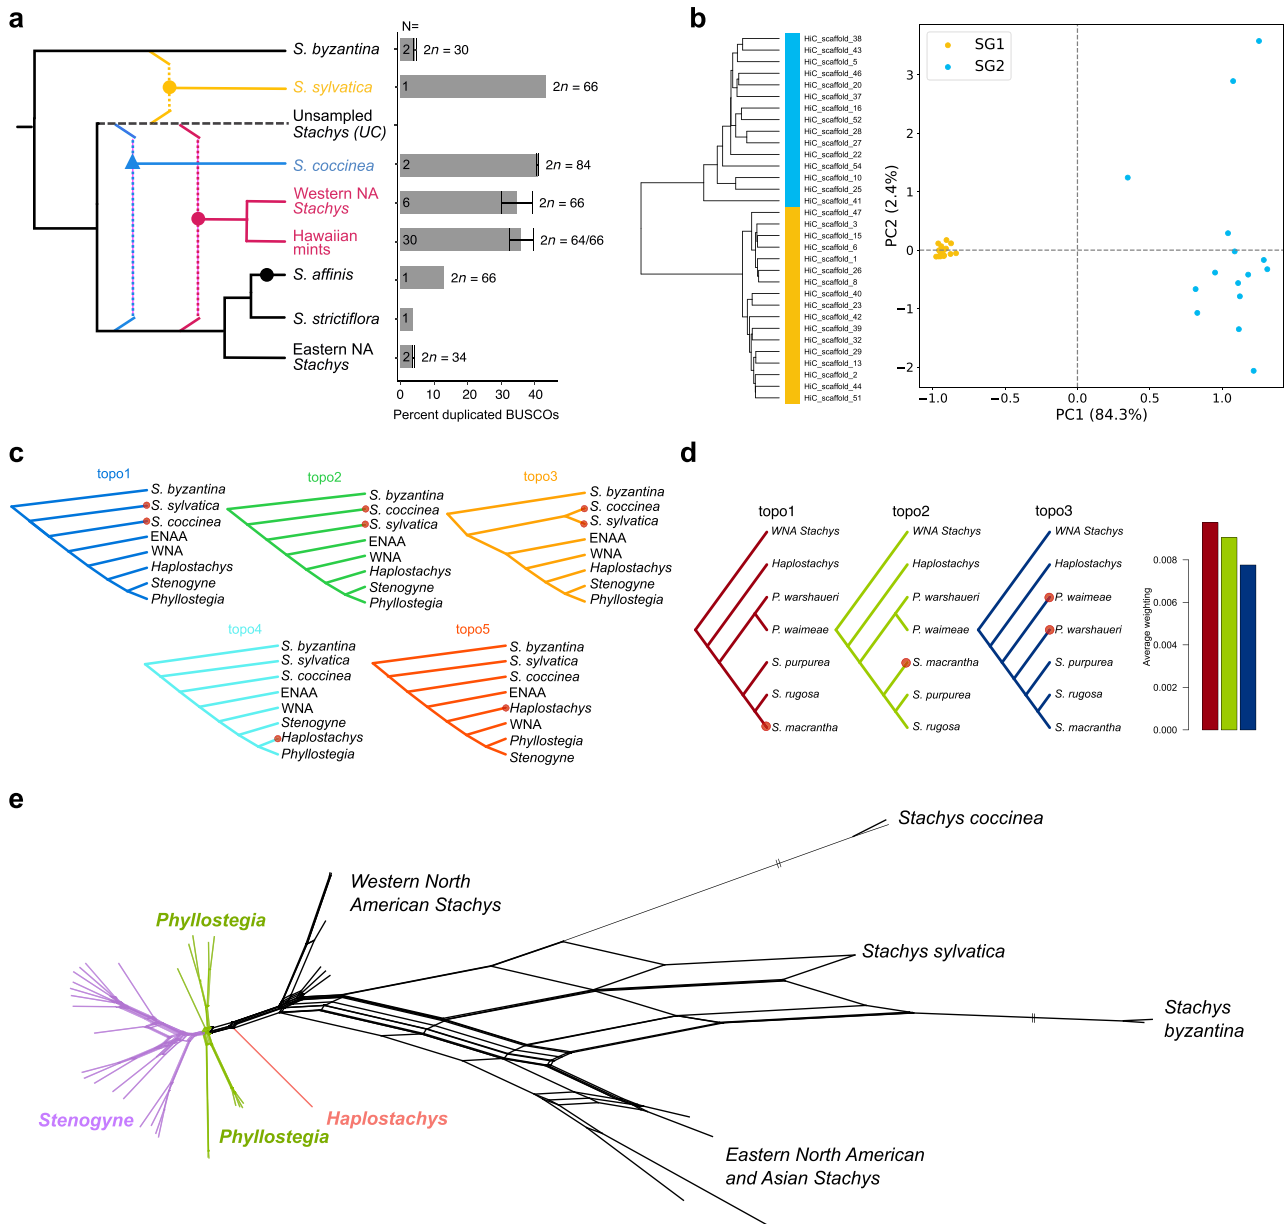 a
N=
S. byzantina
2
2n = 30
S. sylvatica
1
2n = 66
Unsampled
Stachys (UC)
S. coccinea
2
2n = 84
Western NA
Stachys
6
2n = 66
Hawaiian
mints
30
2n = 64/66
S. affinis
1
2n = 66
S. strictiflora
1
Eastern NA
Stachys
2
2n = 34
0 10 20 30 40
Percent duplicated BUSCOs
b
HiC_scaffold_38
HiC_scaffold_43
HiC_scaffold_5
HiC_scaffold_46
HiC_scaffold_20
HiC_scaffold_37
HiC_scaffold_16
HiC_scaffold_52
HiC_scaffold_28
HiC_scaffold_27
HiC_scaffold_22
HiC_scaffold_54
HiC_scaffold_10
HiC_scaffold_25
HiC_scaffold_41
HiC_scaffold_47
HiC_scaffold_3
HiC_scaffold_15
HiC_scaffold_6
HiC_scaffold_1
HiC_scaffold_26
HiC_scaffold_8
HiC_scaffold_40
HiC_scaffold_23
HiC_scaffold_42
HiC_scaffold_39
HiC_scaffold_32
HiC_scaffold_29
HiC_scaffold_13
HiC_scaffold_2
HiC_scaffold_44
HiC_scaffold_51
SG1
SG2
PC2 (2.4%)
3
2
1
0
−1
−2
−1.0 −0.5 0.0 0.5 1.0
PC1 (84.3%)
c
topo1
S. byzantina
S. sylvatica
S. coccinea
ENAA
WNA
Haplostachys
Stenogyne
Phyllostegia
topo2
S. byzantina
S. coccinea
S. sylvatica
ENAA
WNA
Haplostachys
Stenogyne
Phyllostegia
topo3
S. byzantina
S. coccinea
S. sylvatica
ENAA
WNA
Haplostachys
Stenogyne
Phyllostegia
topo4
S. byzantina
S. sylvatica
S. coccinea
ENAA
WNA
Stenogyne
Haplostachys
Phyllostegia
topo5
S. byzantina
S. sylvatica
S. coccinea
ENAA
Haplostachys
WNA
Phyllostegia
Stenogyne
d
topo1
WNA Stachys
Haplostachys
P. warshaueri
P. waimeae
S. purpurea
S. rugosa
S. macrantha
topo2
WNA Stachys
Haplostachys
P. warshaueri
P. waimeae
S. macrantha
S. purpurea
S. rugosa
topo3
WNA Stachys
Haplostachys
P. waimeae
P. warshaueri
S. purpurea
S. rugosa
S. macrantha
Average weighting
0.008
0.006
0.004
0.002
0.000
e
Stachys coccinea
Western North
American Stachys
Phyllostegia
Stachys sylvatica
Stachys
byzantina
Stenogyne
Phyllostegia
Haplostachys
Eastern North American
and Asian Stachys